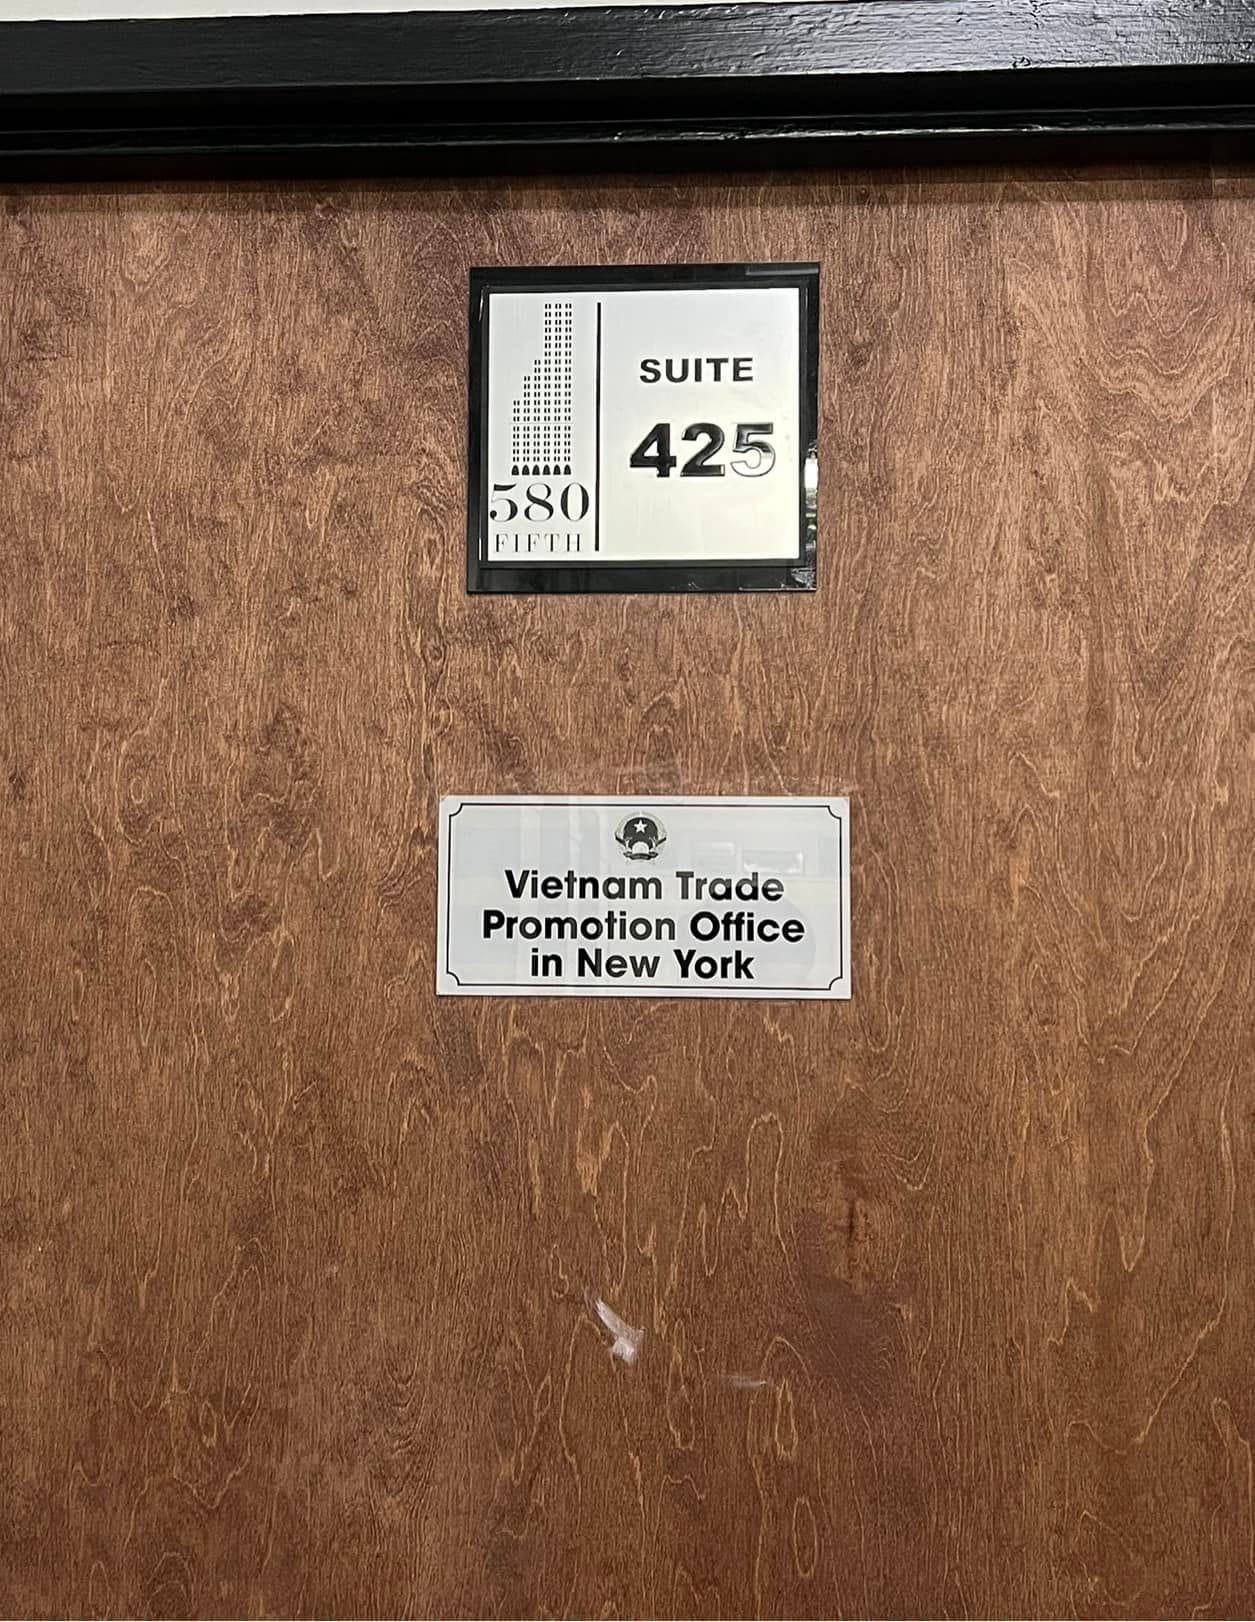 580
FIFTH
SUITE
425
Vietnam Trade
Promotion Office
in New York